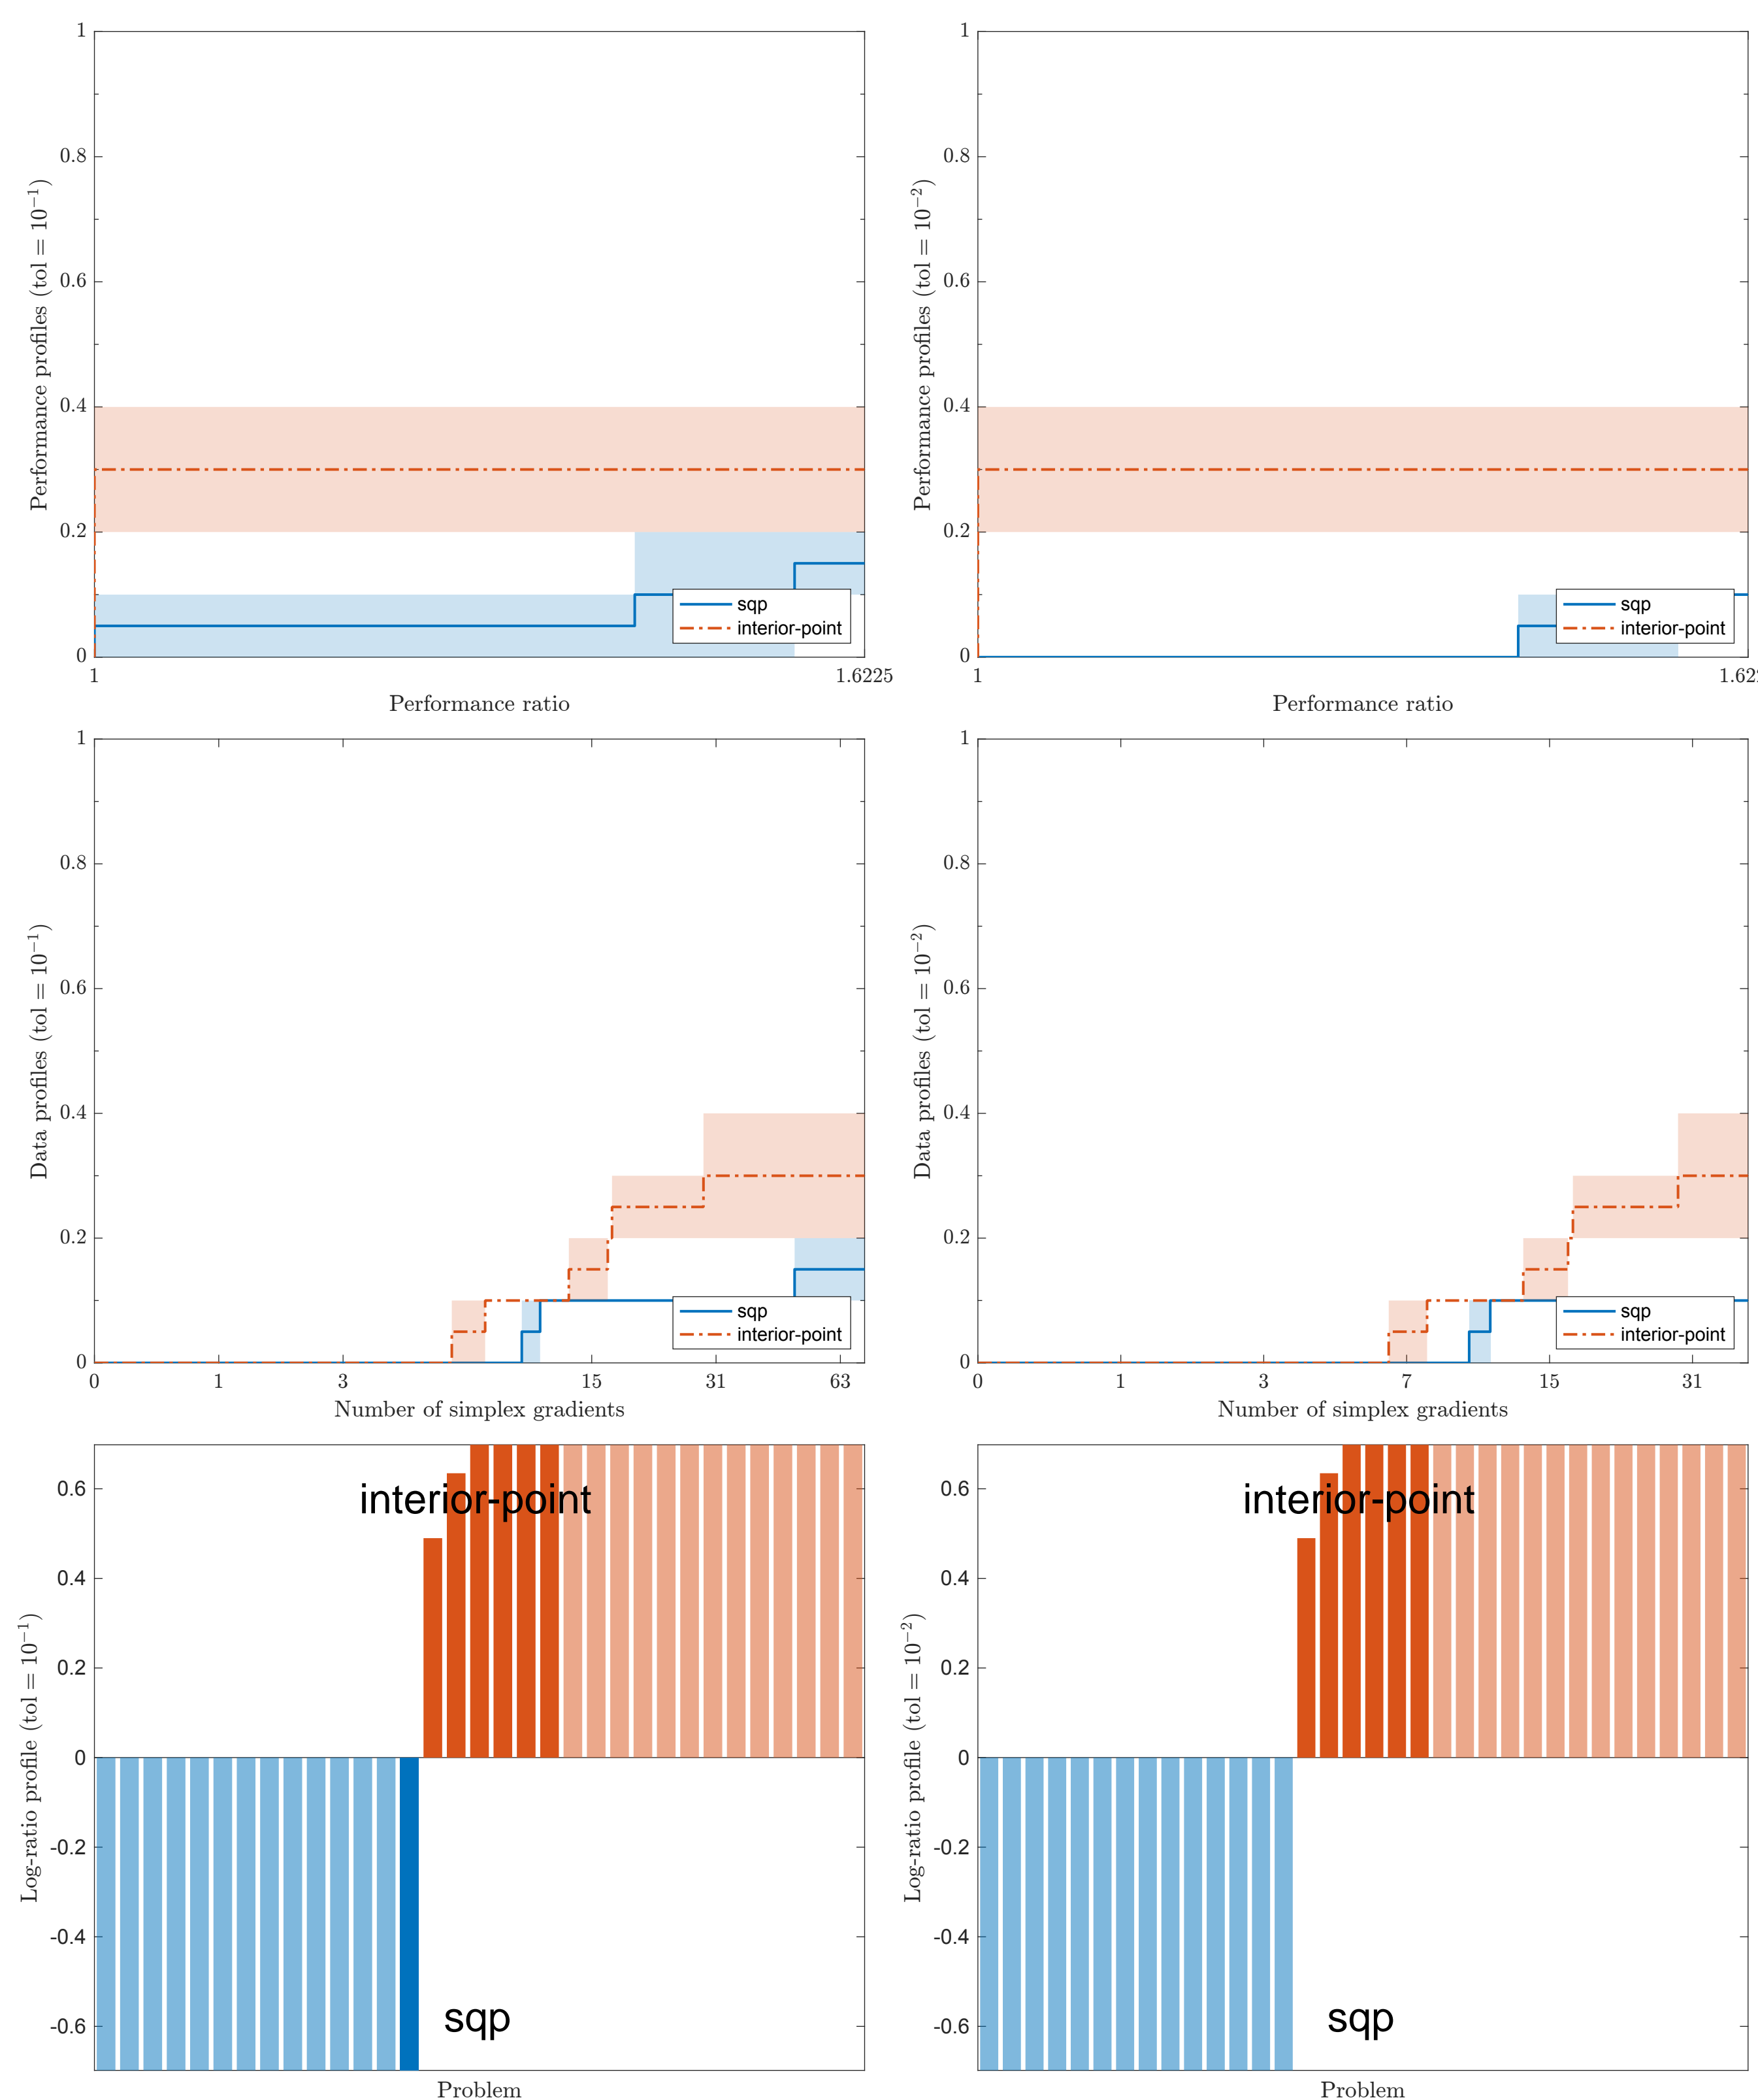 Performance profiles (tol = 10⁻¹)
1
0.8
0.6
0.4
0.2
0
sqp
interior-point
1
1.6225
Performance ratio
Performance profiles (tol = 10⁻²)
1
0.8
0.6
0.4
0.2
0
sqp
interior-point
1
Performance ratio
Data profiles (tol = 10⁻¹)
1
0.8
0.6
0.4
0.2
0
sqp
interior-point
0 1 3 15 31 63
Number of simplex gradients
Data profiles (tol = 10⁻²)
1
0.8
0.6
0.4
0.2
0
sqp
interior-point
0 1 3 7 15 31
Number of simplex gradients
Log-ratio profile (tol = 10⁻¹)
0.6
0.4
0.2
0
-0.2
-0.4
-0.6
interior-point
sqp
Problem
Log-ratio profile (tol = 10⁻²)
0.6
0.4
0.2
0
-0.2
-0.4
-0.6
interior-point
sqp
Problem